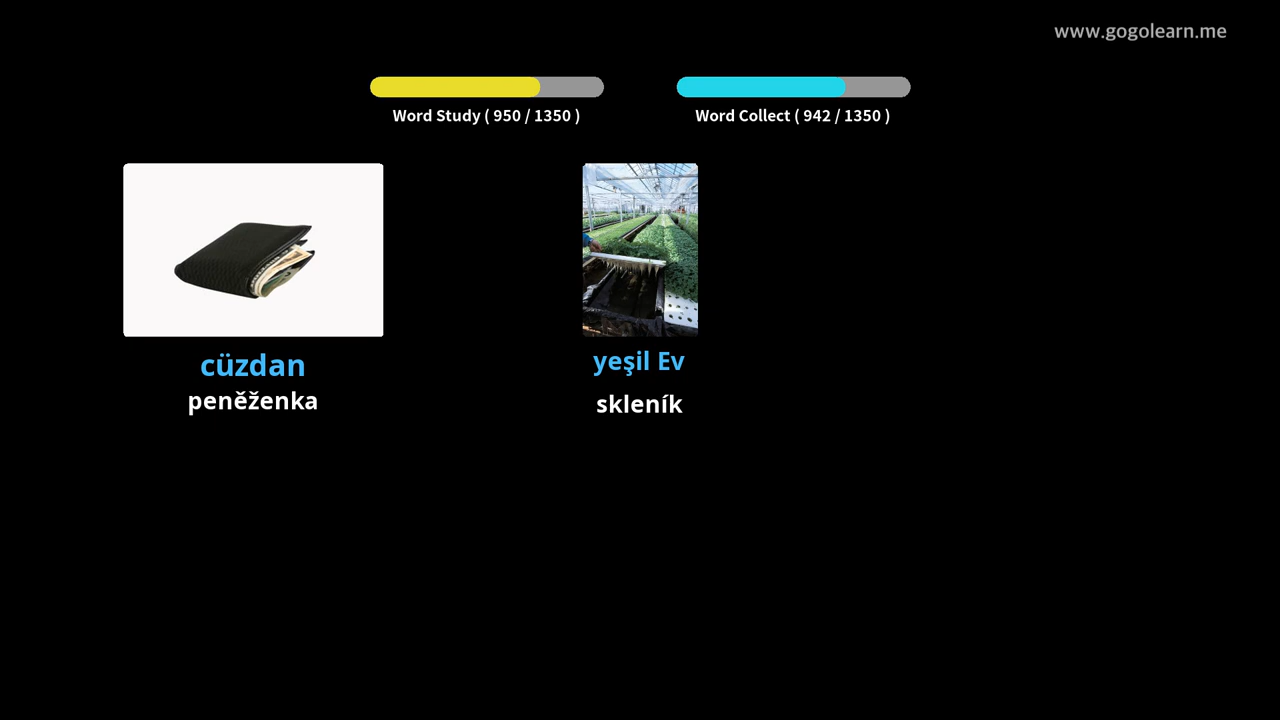 www.gogolearn.me
Word Study ( 950 / 1350 )
Word Collect ( 942 / 1350 )
cüzdan
peněženka
yeşil Ev
skleník